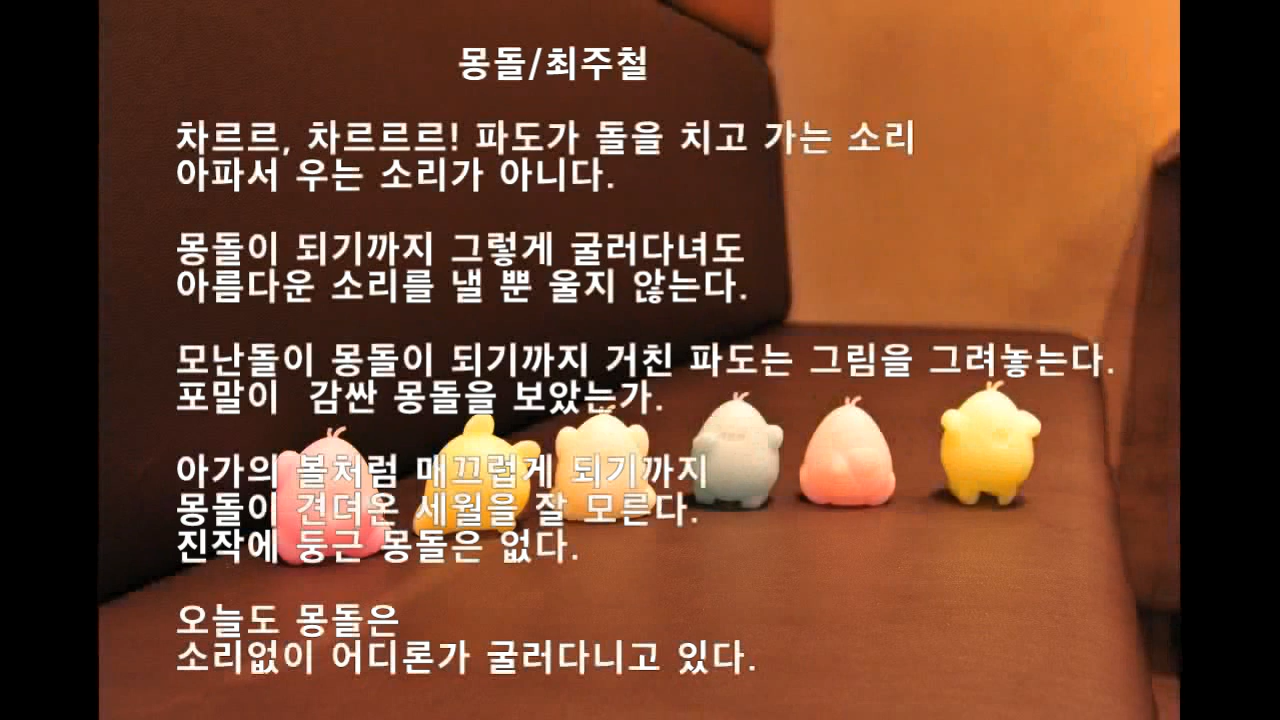 몽돌/최주철
차르르, 차르르르! 파도가 돌을 치고 가는 소리
아파서 우는 소리가 아니다.
몽돌이 되기까지 그렇게 굴러다녀도
아름다운 소리를 낼 뿐 울지 않는다.
모난돌이 몽돌이 되기까지 거친 파도는 그림을 그려놓는다.
포말이 감싼 몽돌을 보았는가.
아가의 볼처럼 매끄럽게 되기까지
몽돌이 견뎌온 세월을 잘 모른다.
진작에 둥근 몽돌은 없다.
오늘도 몽돌은
소리없이 어디론가 굴러다니고 있다.